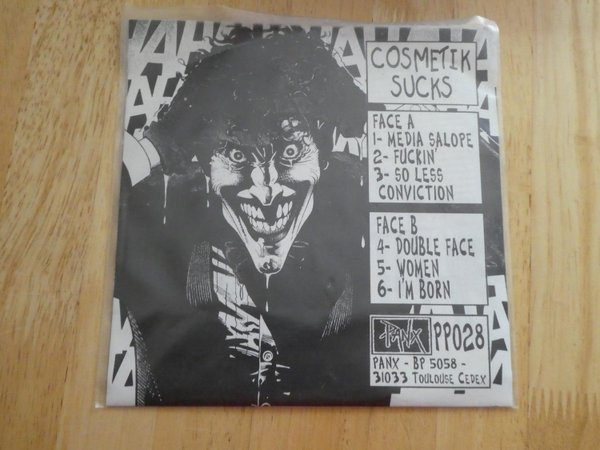 COSMETIK
SUCKS
FACE A
1- MEDIA SALOPE
2- FUCKIN'
3- SO LESS
CONVICTION
FACE B
4- DOUBLE FACE
5- WOMEN
6- I'M BORN
PANX PP028
PANX - BP 5058 -
31033 TOULOUSE CEDEX